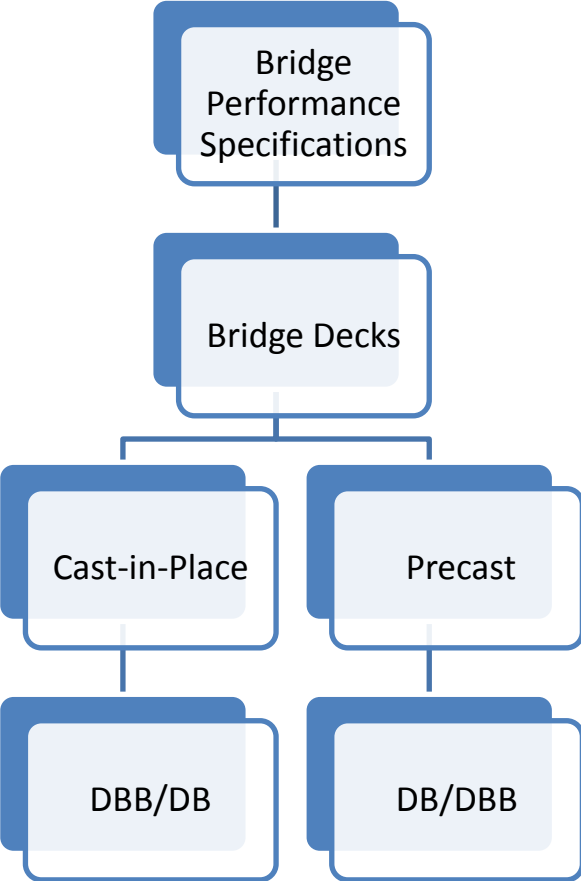 Bridge
Performance
Specifications
Bridge Decks
Cast-in-Place
Precast
DBB/DB
DB/DBB